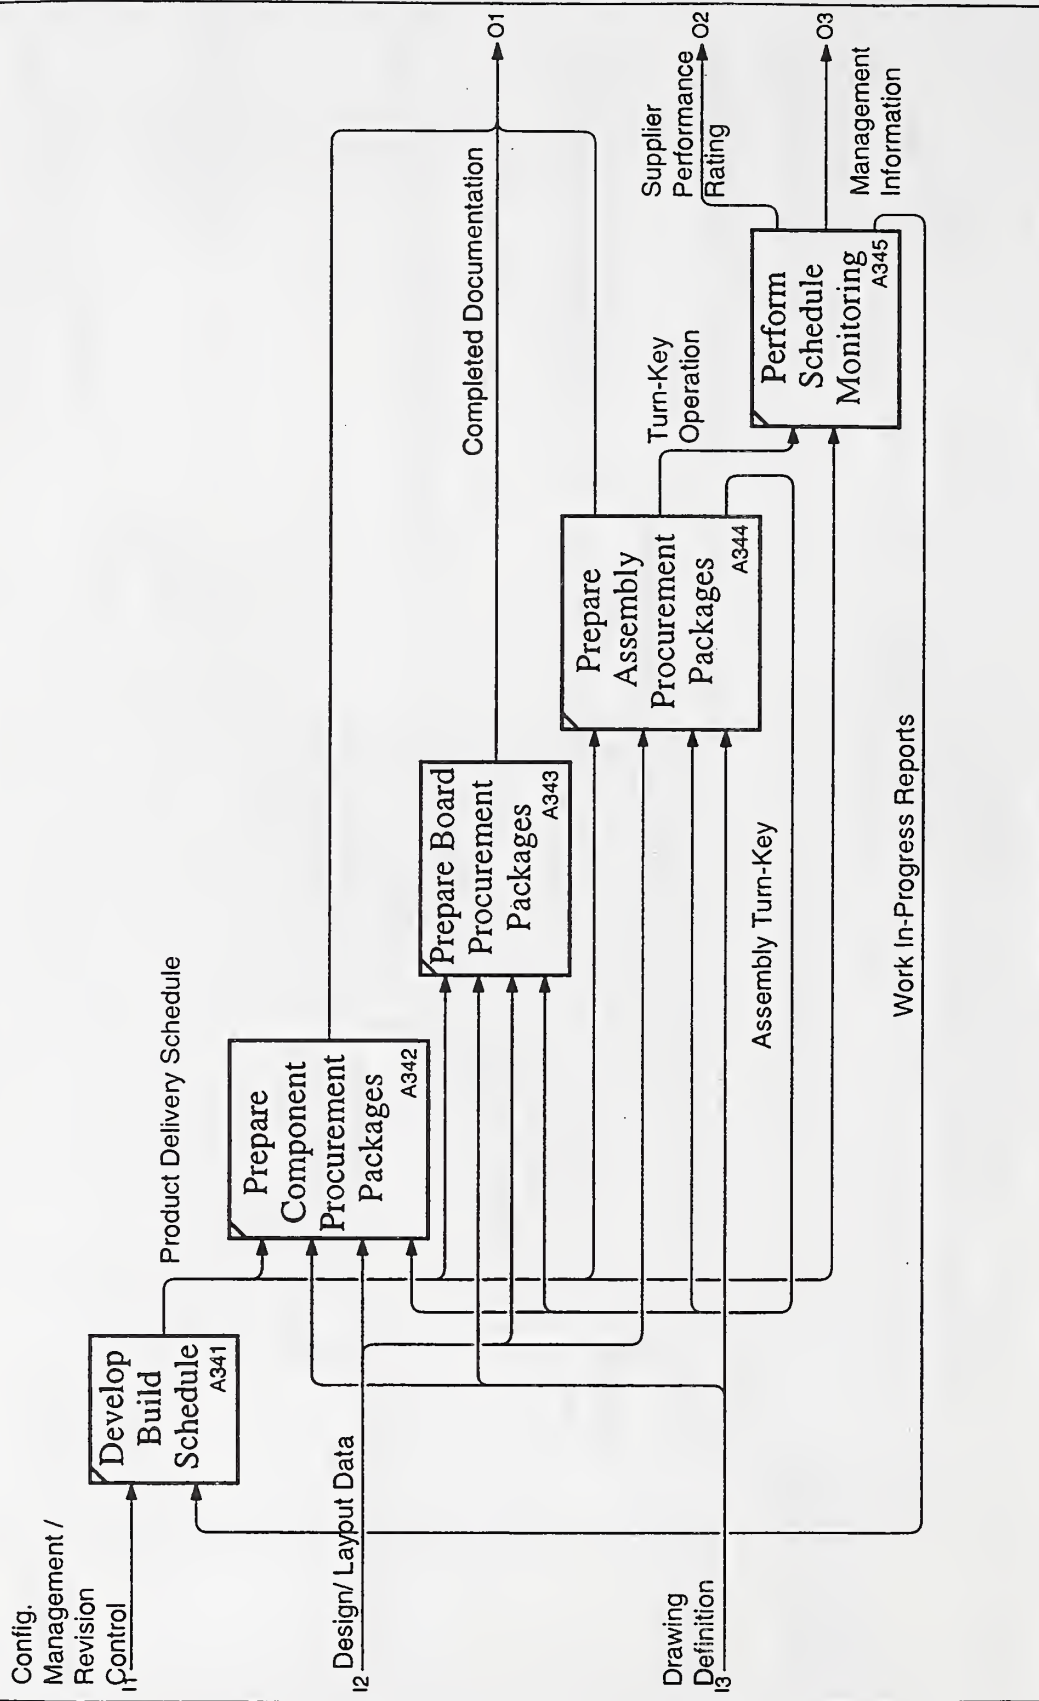 Config.
Management /
Revision
Control
I1
Develop
Build
Schedule
A341
Product Delivery Schedule
Design/ Layout Data
I2
Prepare
Component
Procurement
Packages
A342
Prepare Board
Procurement
Packages
A343
Completed Documentation
O1
Drawing
Definition
I3
Prepare
Assembly
Procurement
Packages
A344
Turn-Key
Operation
Assembly Turn-Key
Perform
Schedule
Monitoring
A345
Supplier
Performance
Rating
O2
O3
Management
Information
Work In-Progress Reports